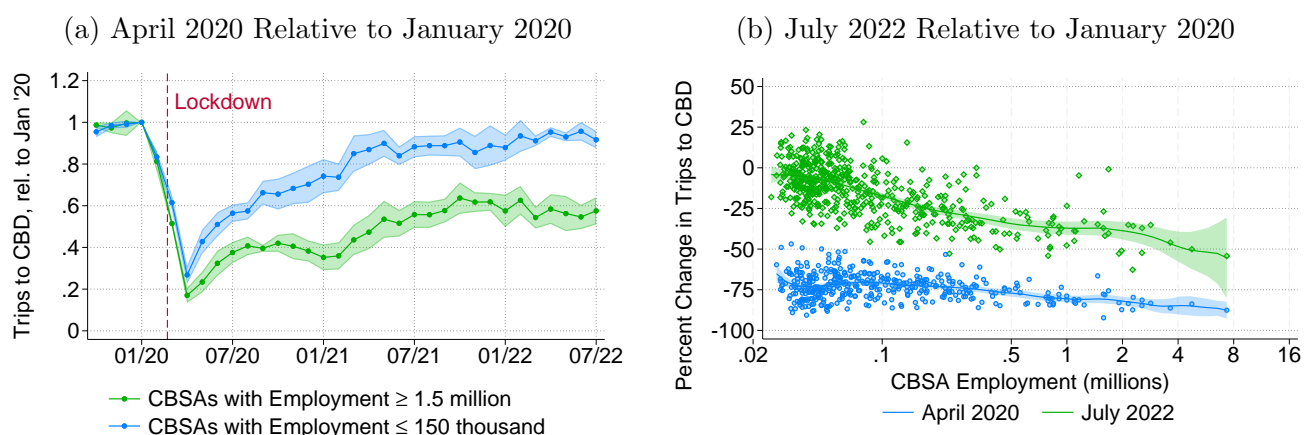 (a) April 2020 Relative to January 2020
Trips to CBD, rel. to Jan '20
1.2
1
.8
.6
.4
.2
0
Lockdown
01/20 07/20 01/21 07/21 01/22 07/22
CBSAs with Employment ≥ 1.5 million
CBSAs with Employment ≤ 150 thousand
(b) July 2022 Relative to January 2020
Percent Change in Trips to CBD
50
25
0
-25
-50
-75
-100
.02 .1 .5 1 2 4 8 16
CBSA Employment (millions)
April 2020 July 2022